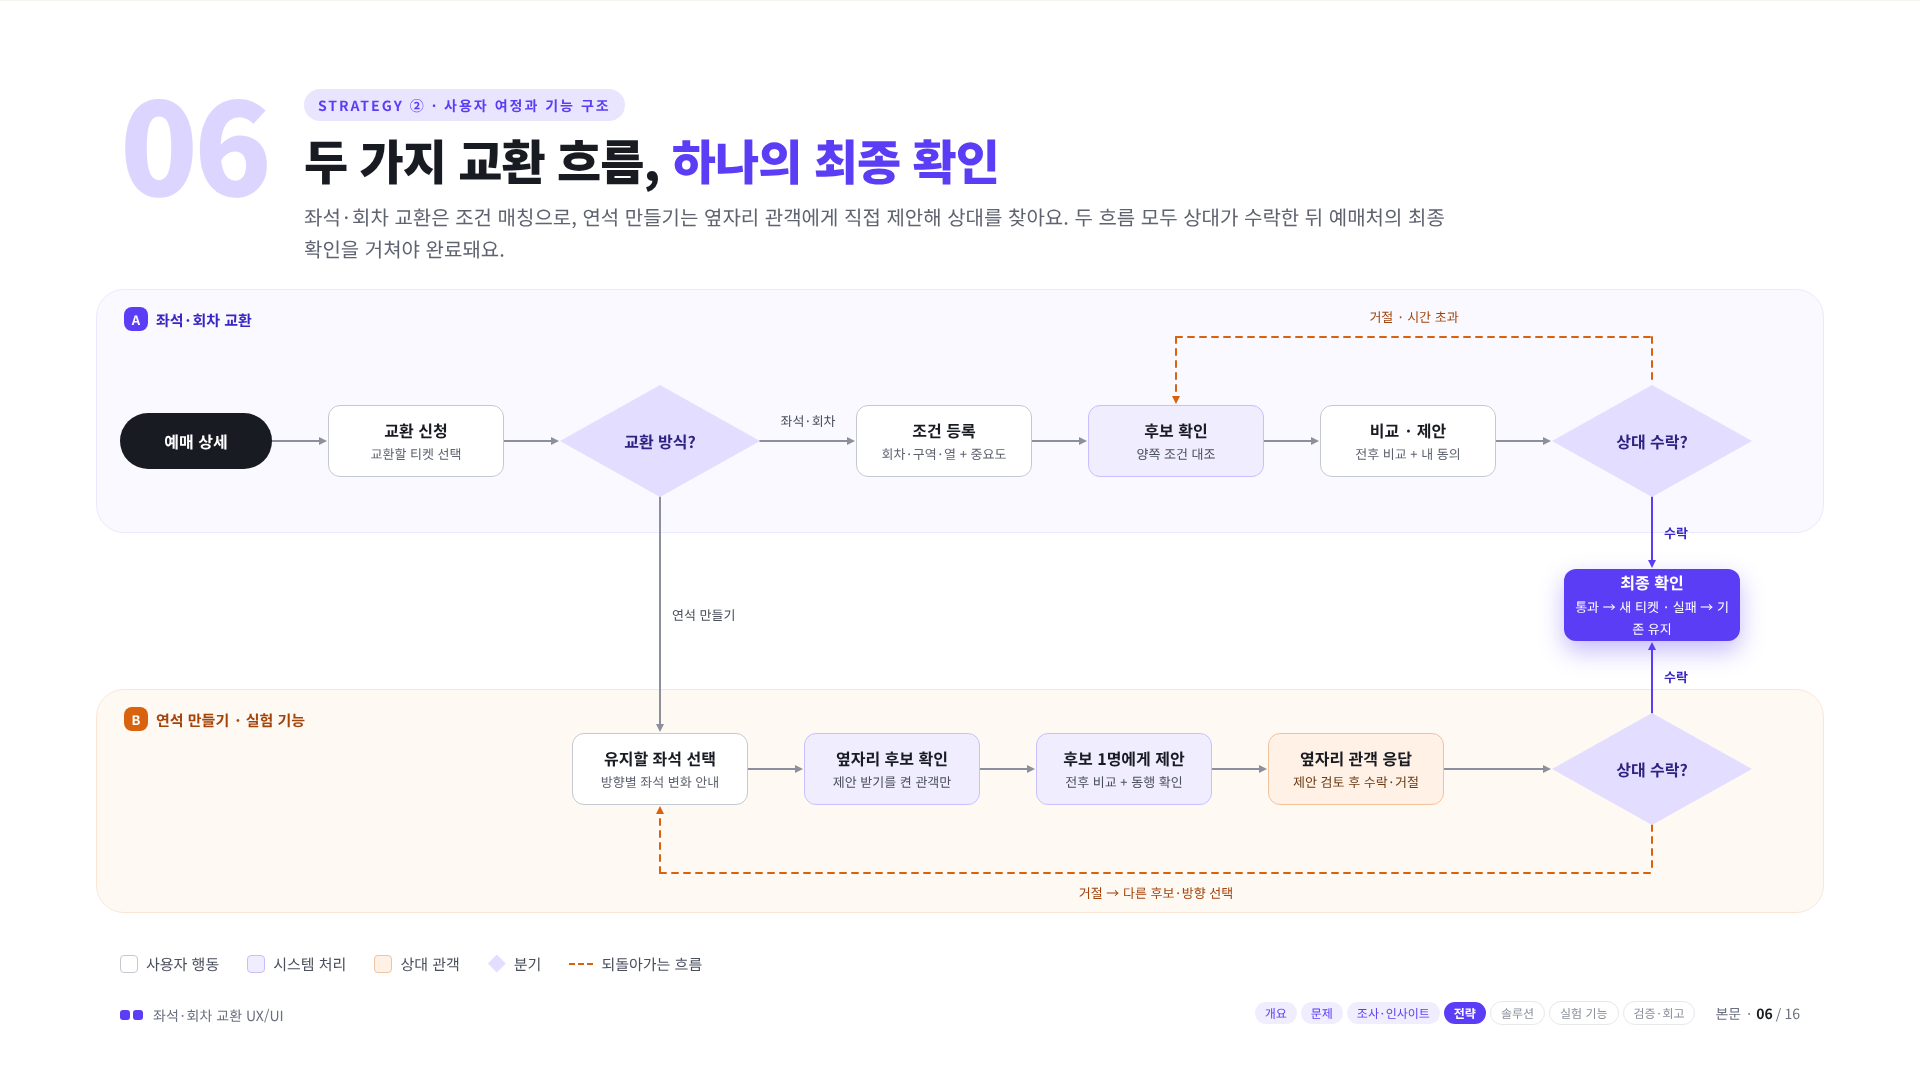 06
STRATEGY ② · 사용자 여정과 기능 구조
두 가지 교환 흐름, 하나의 최종 확인
좌석·회차 교환은 조건 매칭으로, 연석 만들기는 옆자리 관객에게 직접 제안해 상대를 찾아요. 두 흐름 모두 상대가 수락한 뒤 예매처의 최종
확인을 거쳐야 완료돼요.
A 좌석·회차 교환
거절 · 시간 초과
예매 상세
교환 신청
교환할 티켓 선택
교환 방식?
좌석·회차
조건 등록
회차·구역·열 + 중요도
후보 확인
양쪽 조건 대조
비교 · 제안
전후 비교 + 내 동의
상대 수락?
수락
연석 만들기
최종 확인
통과 → 새 티켓 · 실패 → 기
존 유지
수락
B 연석 만들기 · 실험 기능
유지할 좌석 선택
방향별 좌석 변화 안내
옆자리 후보 확인
제안 받기를 켠 관객만
후보 1명에게 제안
전후 비교 + 동행 확인
옆자리 관객 응답
제안 검토 후 수락·거절
상대 수락?
거절 → 다른 후보·방향 선택
사용자 행동
시스템 처리
상대 관객
분기
되돌아가는 흐름
좌석·회차 교환 UX/UI
개요
문제
조사·인사이트
전략
솔루션
실험 기능
검증·회고
본문 · 06 / 16